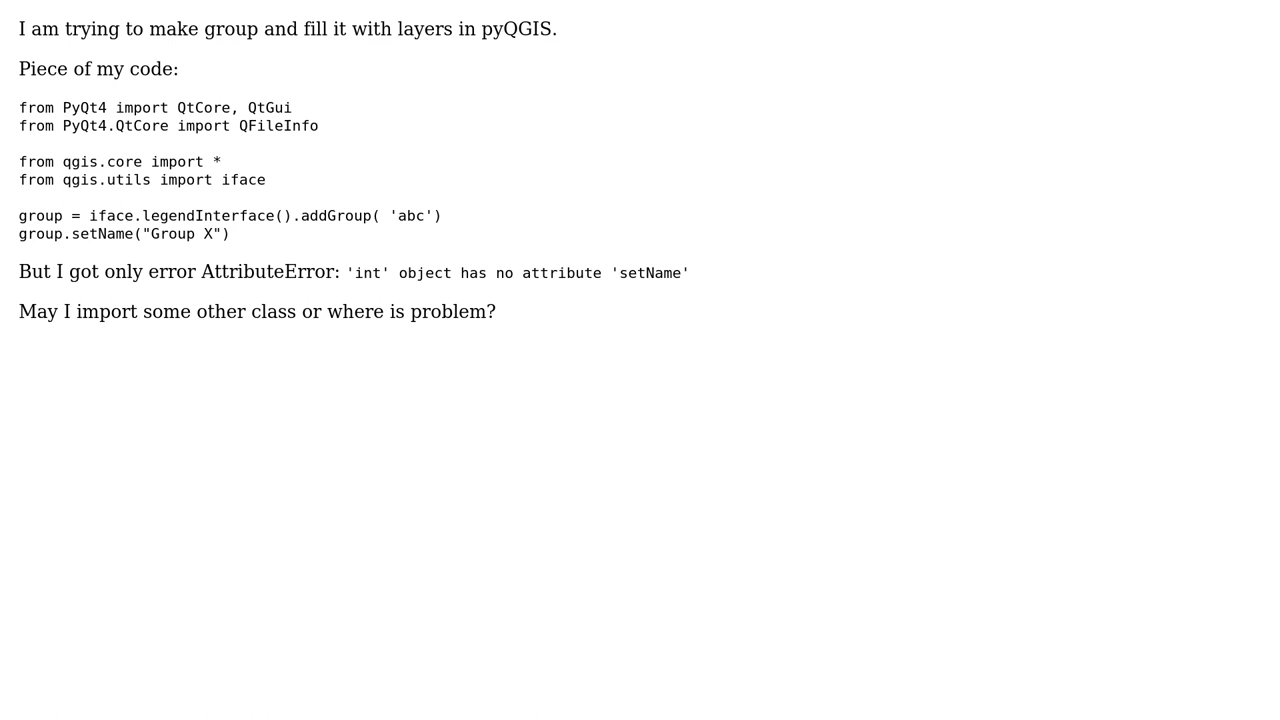 I am trying to make group and fill it with layers in pyQGIS.
Piece of my code:
from PyQt4 import QtCore, QtGui
from PyQt4.QtCore import QFileInfo
from qgis.core import *
from qgis.utils import iface
group = iface.legendInterface().addGroup( 'abc')
group.setName("Group X")
But I got only error AttributeError: 'int' object has no attribute 'setName'
May I import some other class or where is problem?